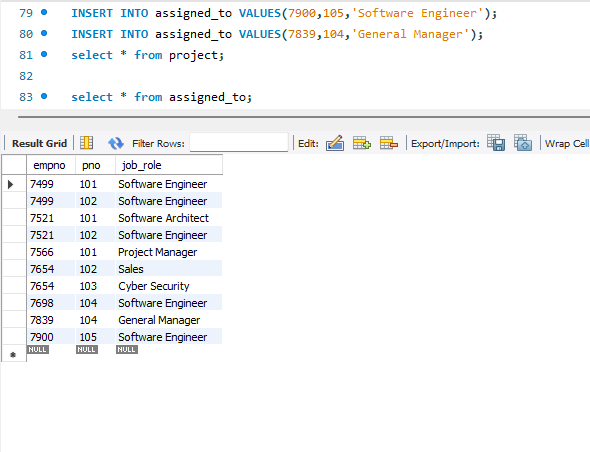 79 INSERT INTO assigned_to VALUES(7900,105,'Software Engineer');
80 INSERT INTO assigned_to VALUES(7839,104,'General Manager');
81 select * from project;
82
83 select * from assigned_to;
Result Grid Filter Rows: Edit: Export/Import: Wrap Cell
empno pno job_role
7499 101 Software Engineer
7499 102 Software Engineer
7521 101 Software Architect
7521 102 Software Engineer
7566 101 Project Manager
7654 102 Sales
7654 103 Cyber Security
7698 104 Software Engineer
7839 104 General Manager
7900 105 Software Engineer
NULL NULL NULL